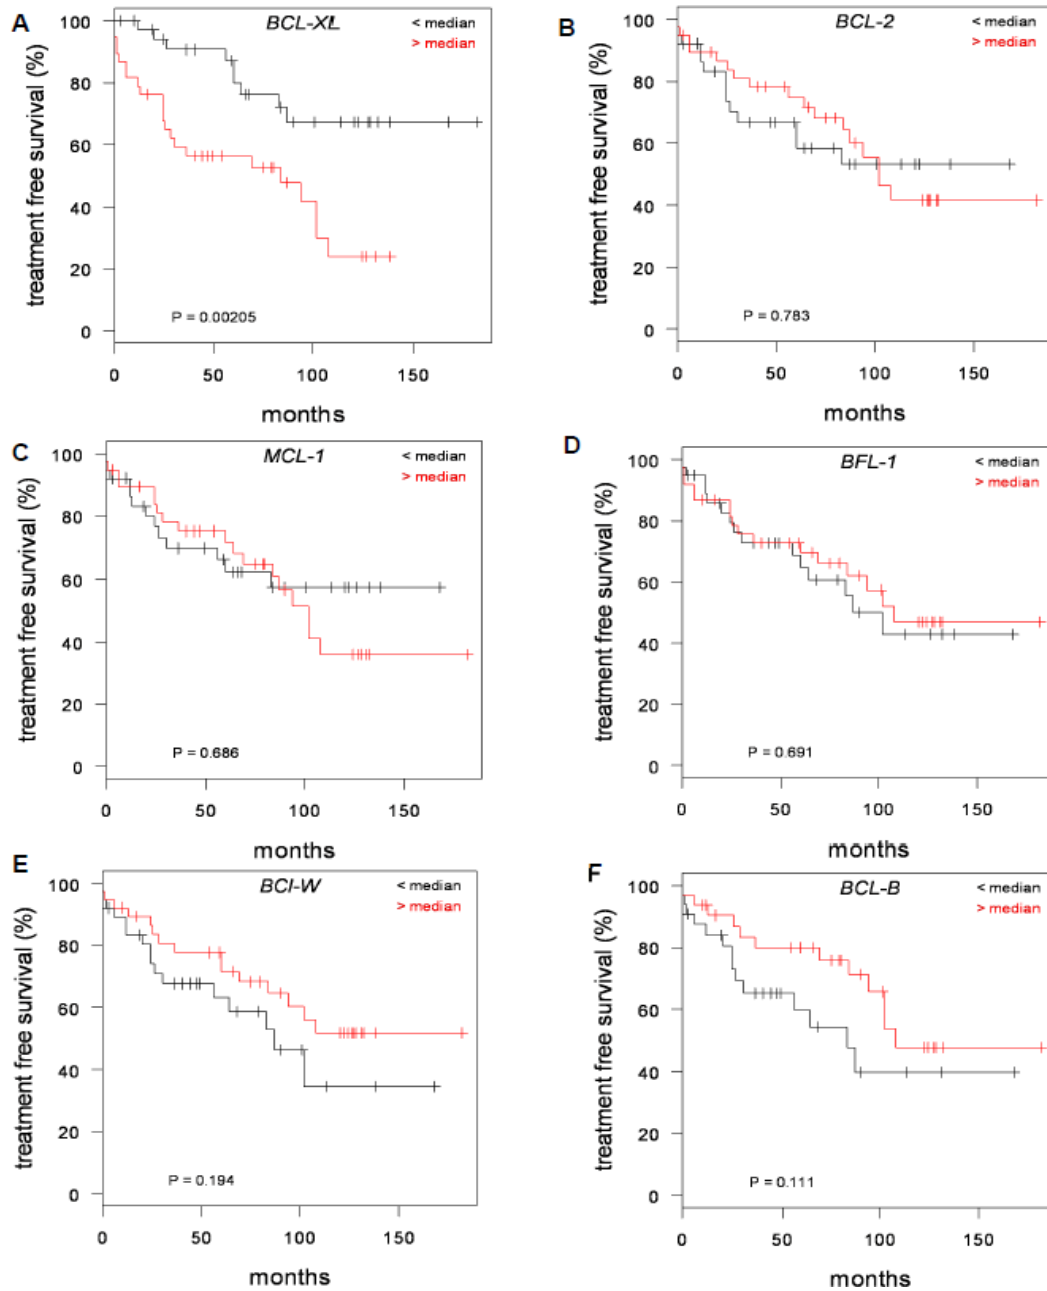 A
BCL-XL
< median
> median
treatment free survival (%)
100
80
60
40
20
0
P = 0.00205
0 50 100 150
months
B
BCL-2
< median
> median
treatment free survival (%)
100
80
60
40
20
0
P = 0.783
0 50 100 150
months
C
MCL-1
< median
> median
treatment free survival (%)
100
80
60
40
20
0
P = 0.686
0 50 100 150
months
D
BFL-1
< median
> median
treatment free survival (%)
100
80
60
40
20
0
P = 0.691
0 50 100 150
months
E
BCl-W
< median
> median
treatment free survival (%)
100
80
60
40
20
0
P = 0.194
0 50 100 150
months
F
BCL-B
< median
> median
treatment free survival (%)
100
80
60
40
20
0
P = 0.111
0 50 100 150
months